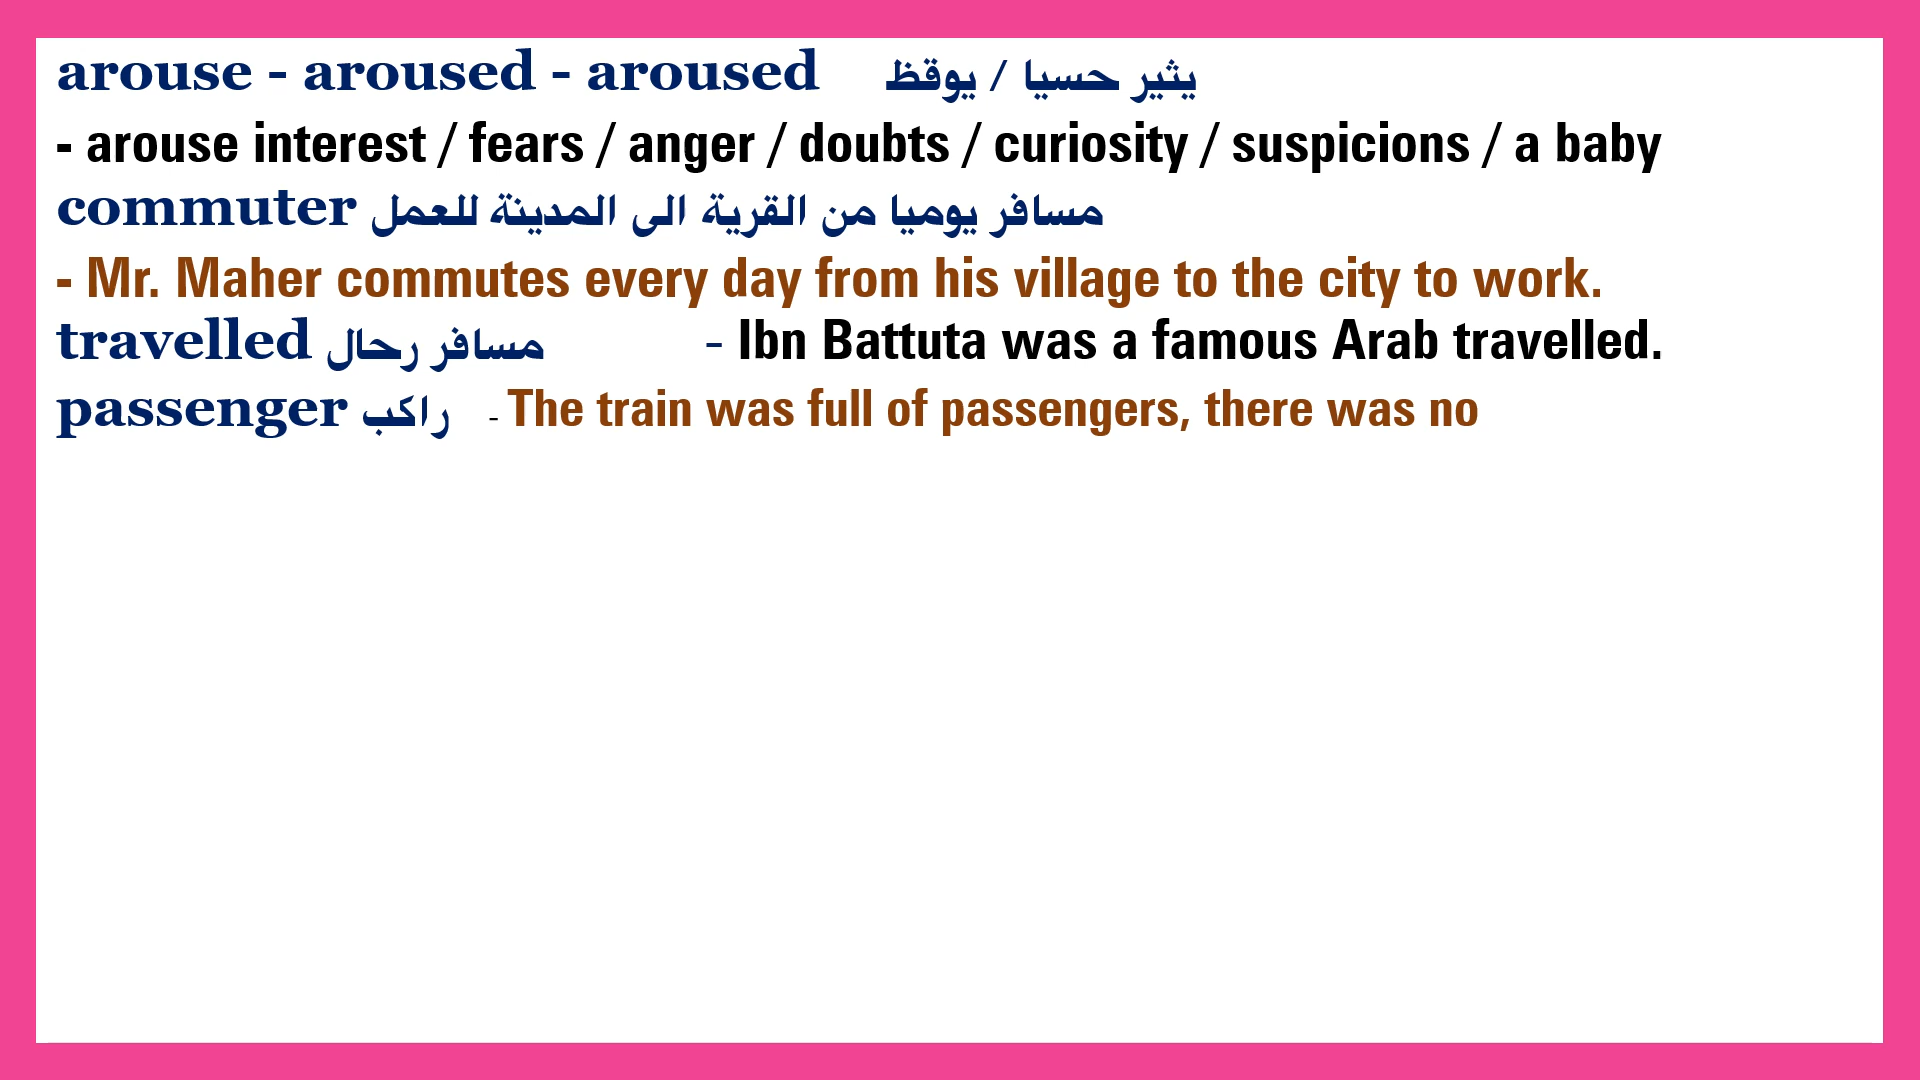 arouse - aroused - aroused يثير حسيا / يوقظ
- arouse interest / fears / anger / doubts / curiosity / suspicions / a baby
commuter مسافر يوميا من القرية الى المدينة للعمل
- Mr. Maher commutes every day from his village to the city to work.
travelled مسافر رحال - Ibn Battuta was a famous Arab travelled.
passenger راكب - The train was full of passengers, there was no